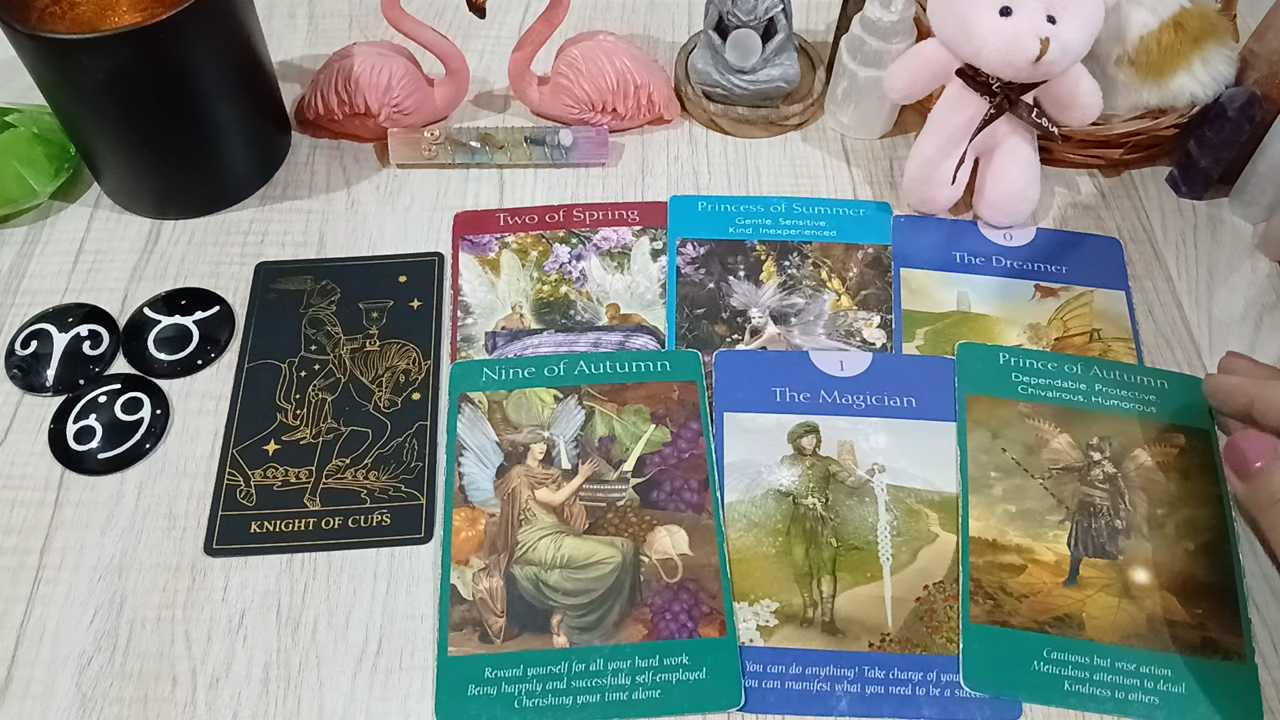 Two of Spring
Princess of Summer
Gentle, Sensitive,
Kind, Inexperienced
0
The Dreamer
KNIGHT OF CUPS
Nine of Autumn
Reward yourself for all your hard work.
Being happily and successfully self-employed.
Cherishing your time alone.
1
The Magician
You can do anything! Take charge of
You can manifest what you need to be a
Prince of Autumn
Dependable, Protective,
Chivalrous, Humorous
Cautious but wise action.
Meticulous attention to detail.
Kindness to others.